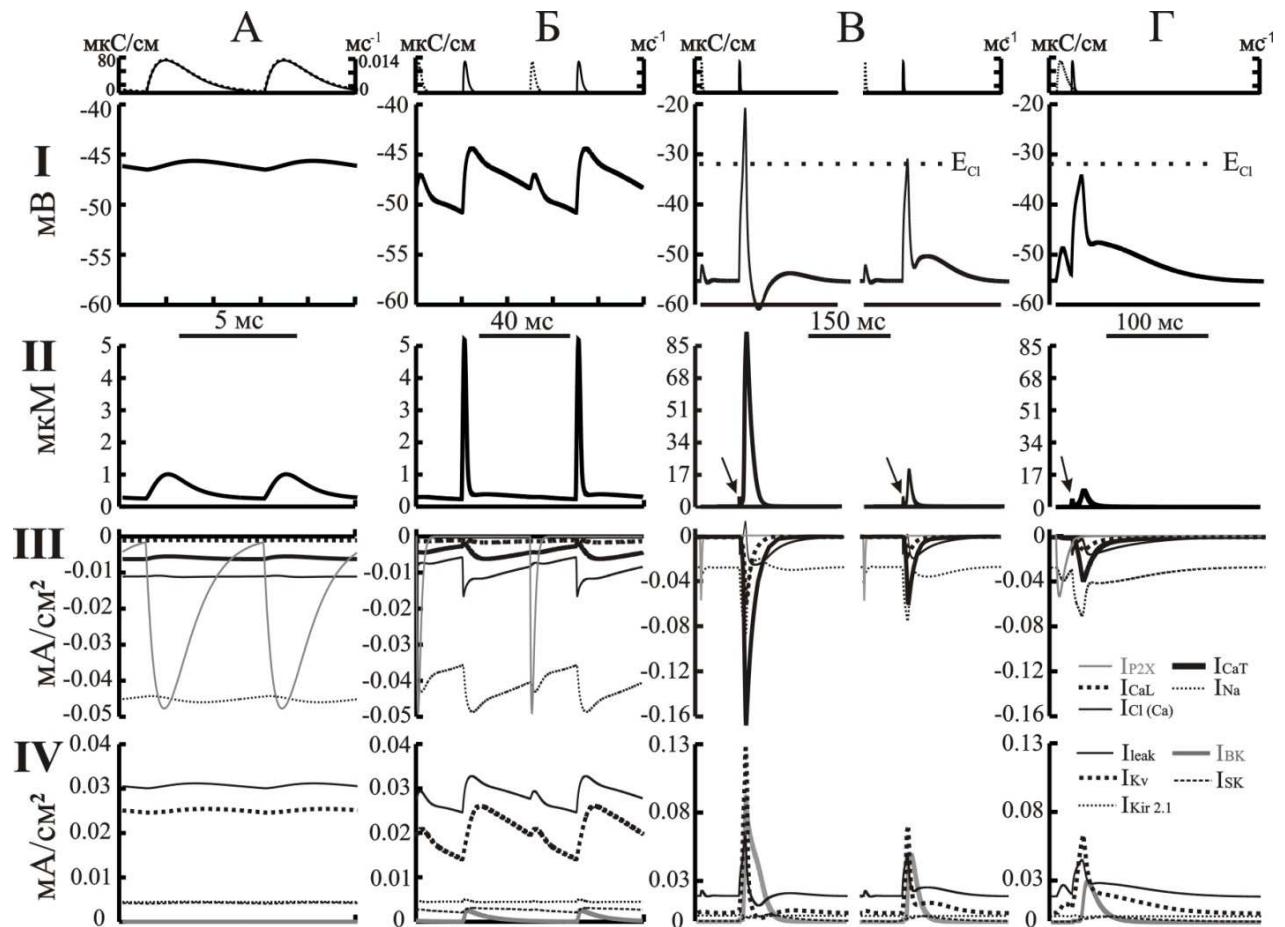 А Б В Г
мкС/см мкС/см мс⁻¹ мкС/см мс⁻¹ мкС/см мс⁻¹
80 0.014
0 0
-40 -40 -20 -20
-45 -45 -30 E_Cl -30 E_Cl
I
мВ
-50 -50 -40 -40
-55 -55 -50 -50
-60 -60 -60 -60
5 мс 40 мс 150 мс 100 мс
II
мкМ
5 5 85 85
4 4 68 68
3 3 51 51
2 2 34 34
1 1 17 17
0 0 0 0
III
мА/см²
0 0 0 0
-0.01 -0.01
-0.02 -0.02 -0.04 -0.04
-0.03 -0.03 -0.08 -0.08
-0.04 -0.04 -0.12 -0.12
-0.05 -0.05 -0.16 -0.16
I_P2X I_CaT
I_CaL I_Na
I_Cl (Ca)
IV
мА/см²
0.04 0.04 0.13 0.13
0.03 0.03 0.08 0.08
0.02 0.02
0.01 0.01 0.03 0.03
0 0 0 0
I_leak I_BK
I_Kv I_SK
I_Kir 2.1